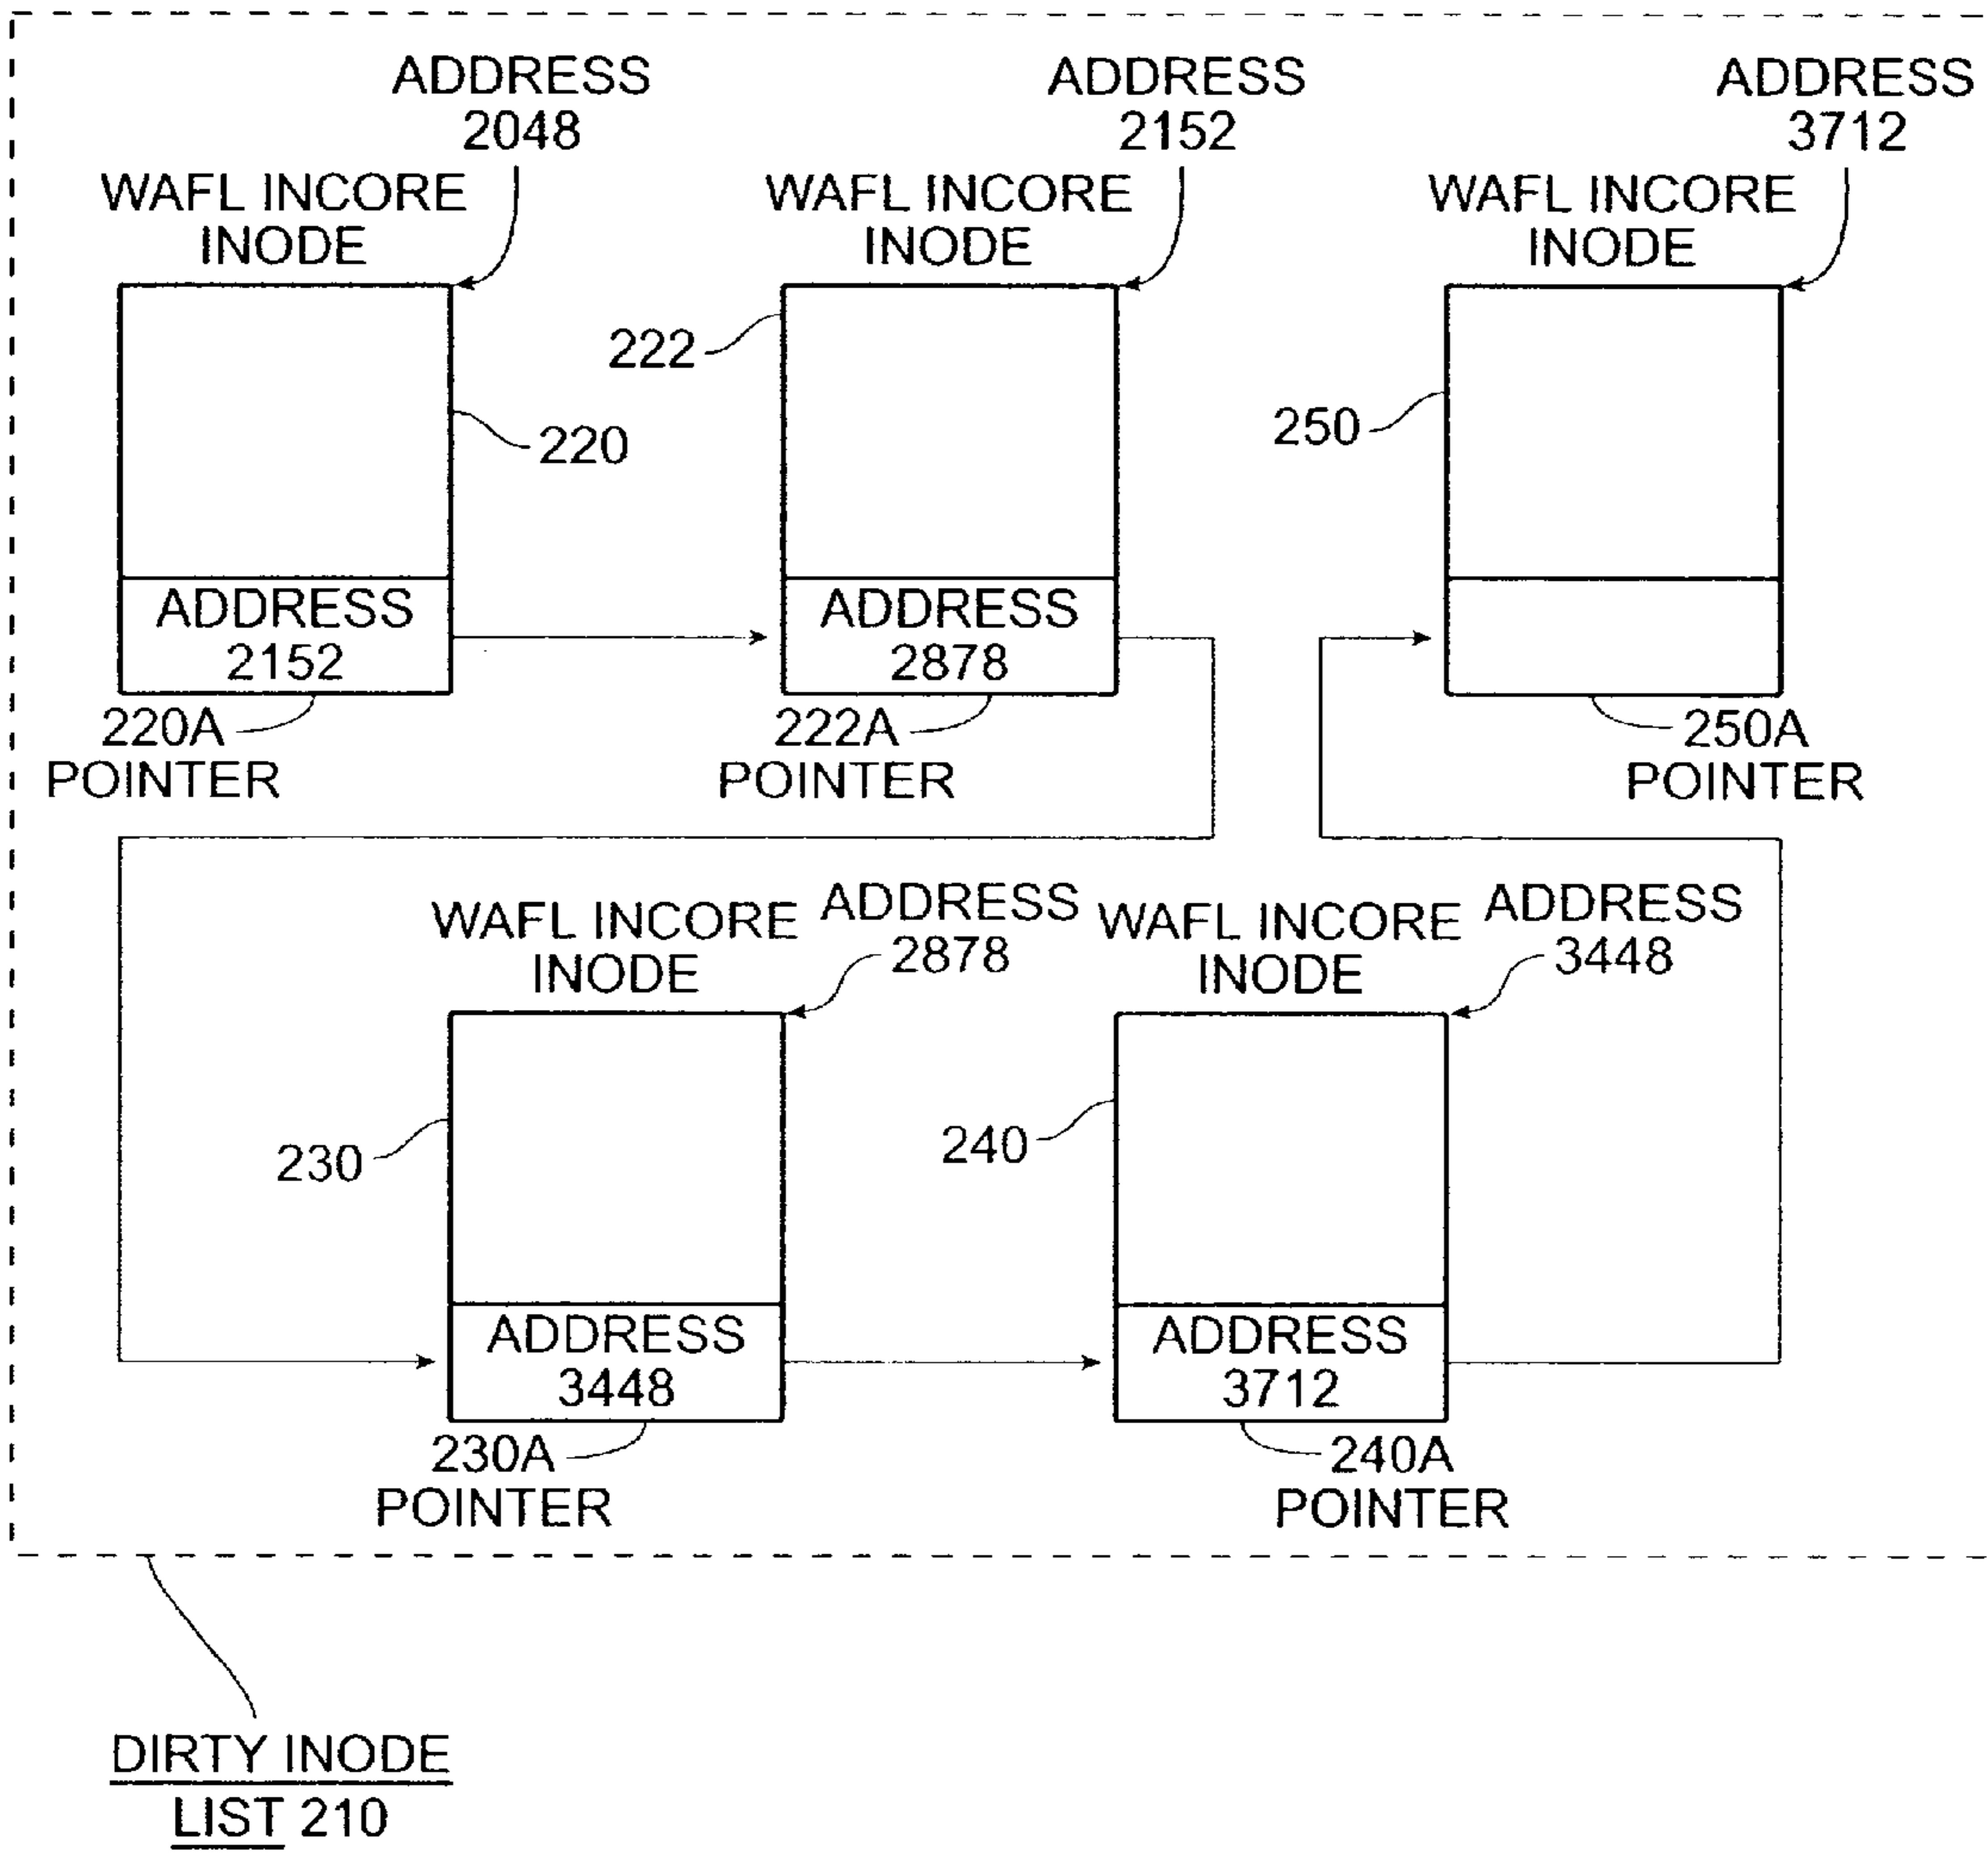 ADDRESS
2048
WAFL INCORE
INODE
220
ADDRESS
2152
220A
POINTER
ADDRESS
2152
WAFL INCORE
INODE
222
ADDRESS
2878
222A
POINTER
ADDRESS
3712
WAFL INCORE
INODE
250
250A
POINTER
WAFL INCORE
INODE
ADDRESS
2878
230
ADDRESS
3448
230A
POINTER
WAFL INCORE
INODE
ADDRESS
3448
240
ADDRESS
3712
240A
POINTER
DIRTY INODE
LIST 210